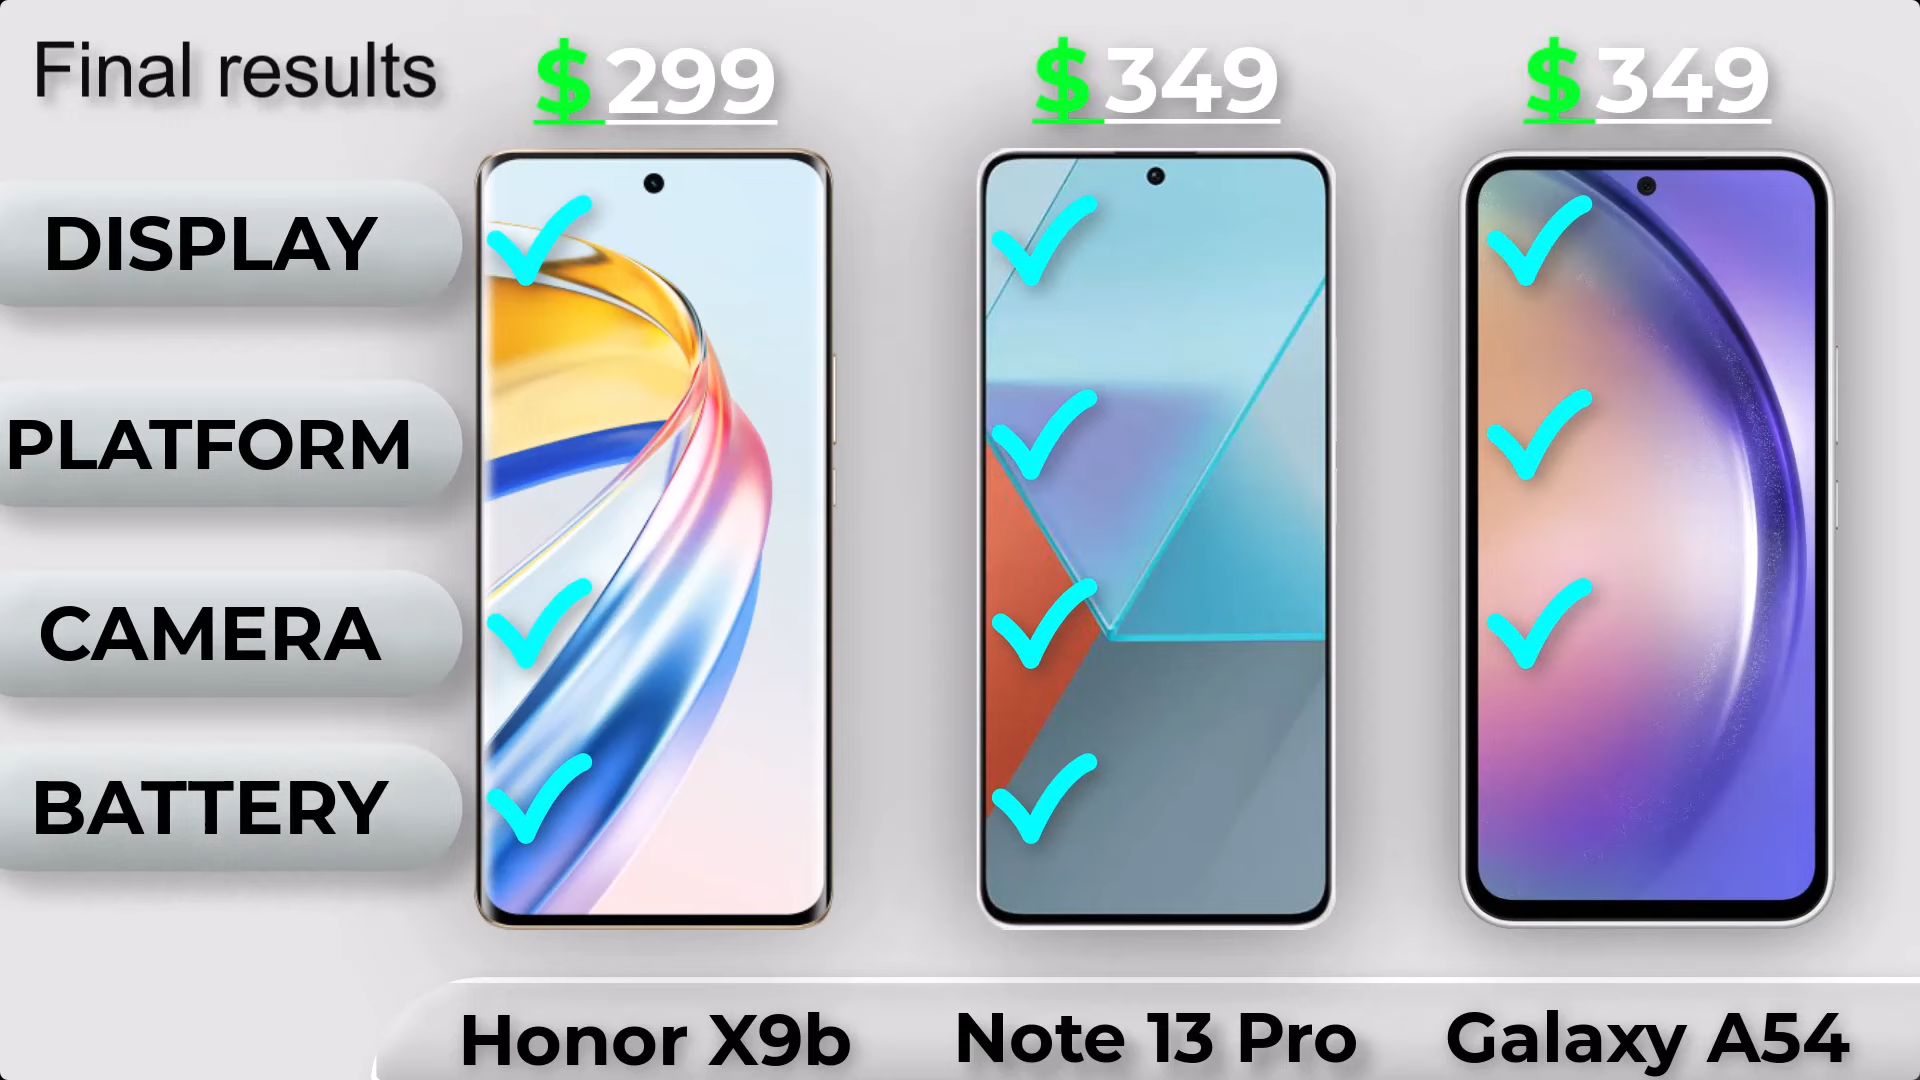 Final results
$ 299
$ 349
$ 349
DISPLAY
PLATFORM
CAMERA
BATTERY
Honor X9b
Note 13 Pro
Galaxy A54